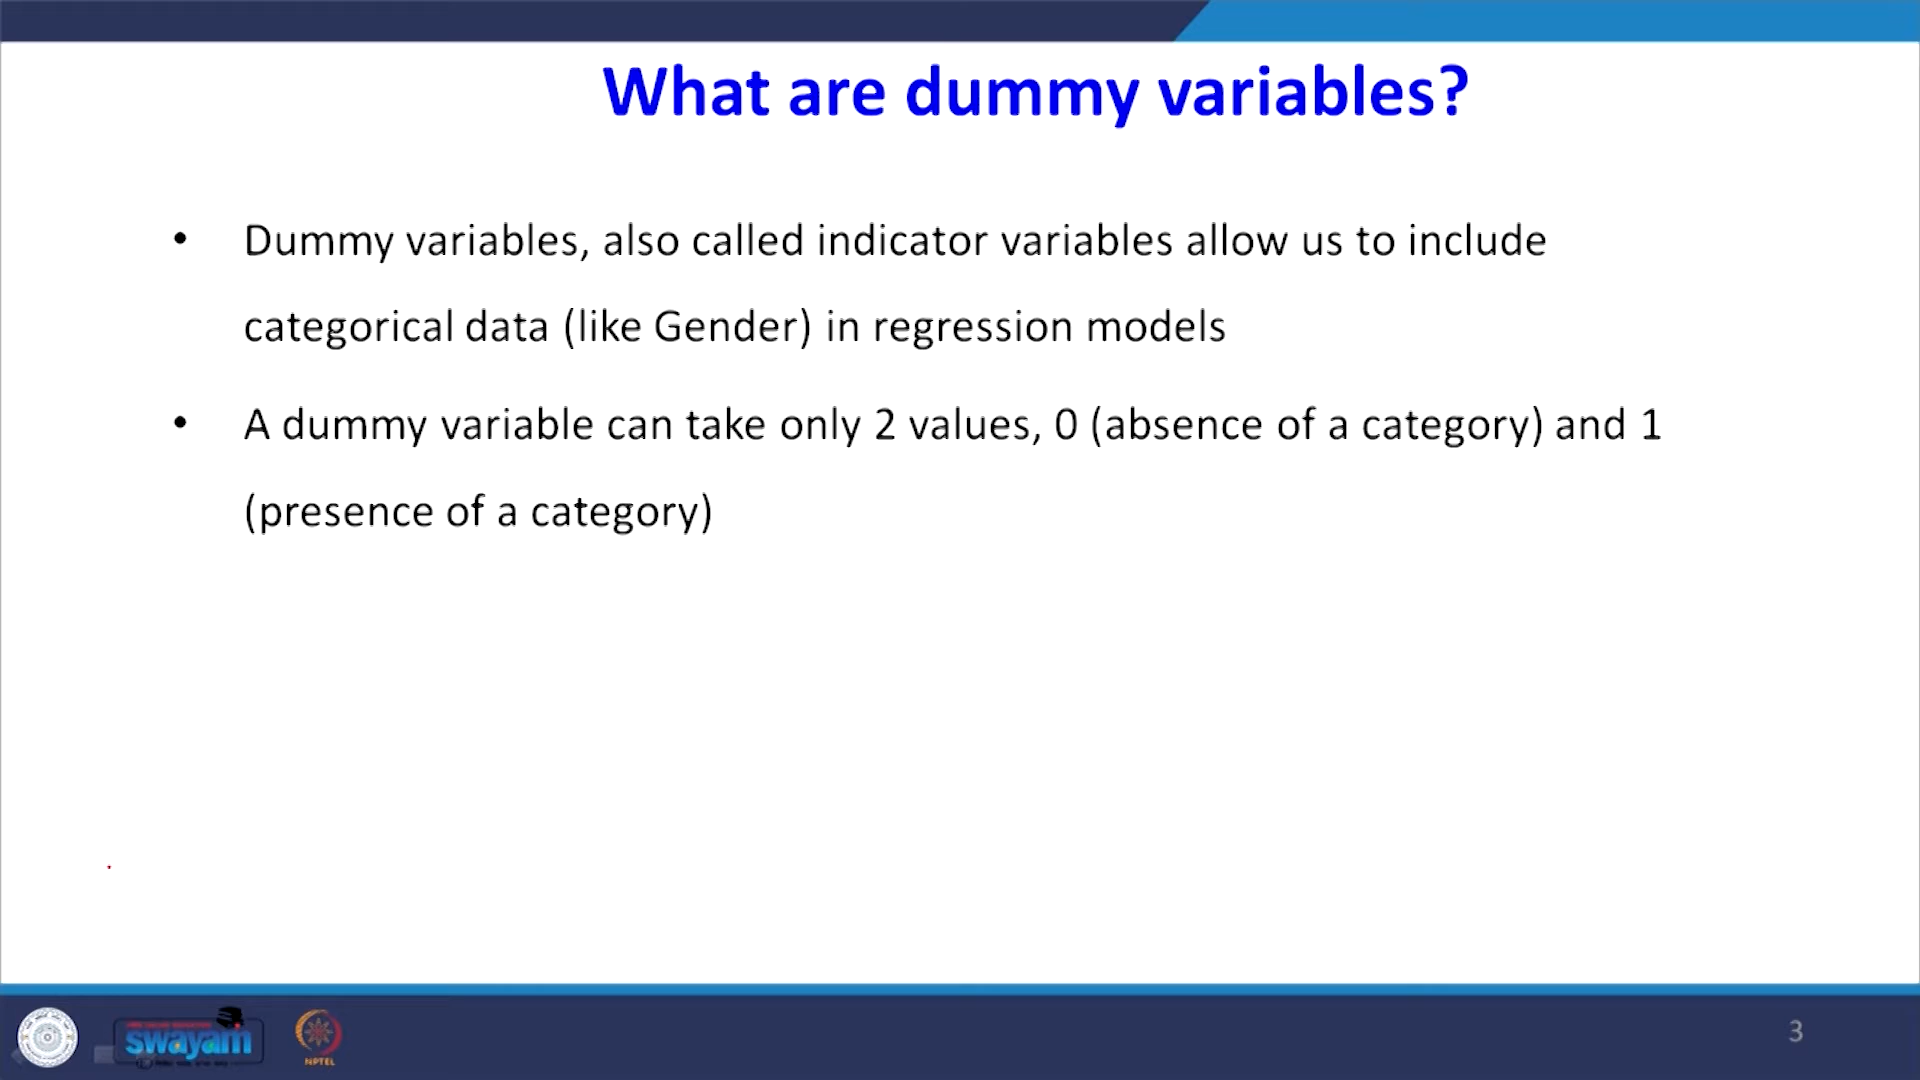 What are dummy variables?
• Dummy variables, also called indicator variables allow us to include
categorical data (like Gender) in regression models
• A dummy variable can take only 2 values, 0 (absence of a category) and 1
(presence of a category)
swayam
NPTEL
3